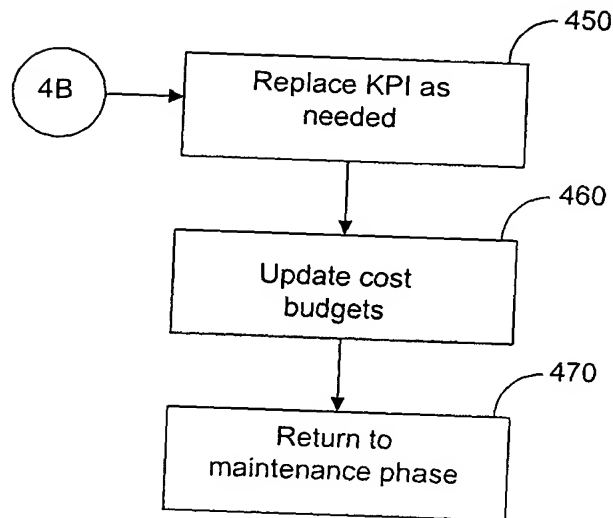 450
4B
Replace KPI as
needed
460
Update cost
budgets
470
Return to
maintenance phase